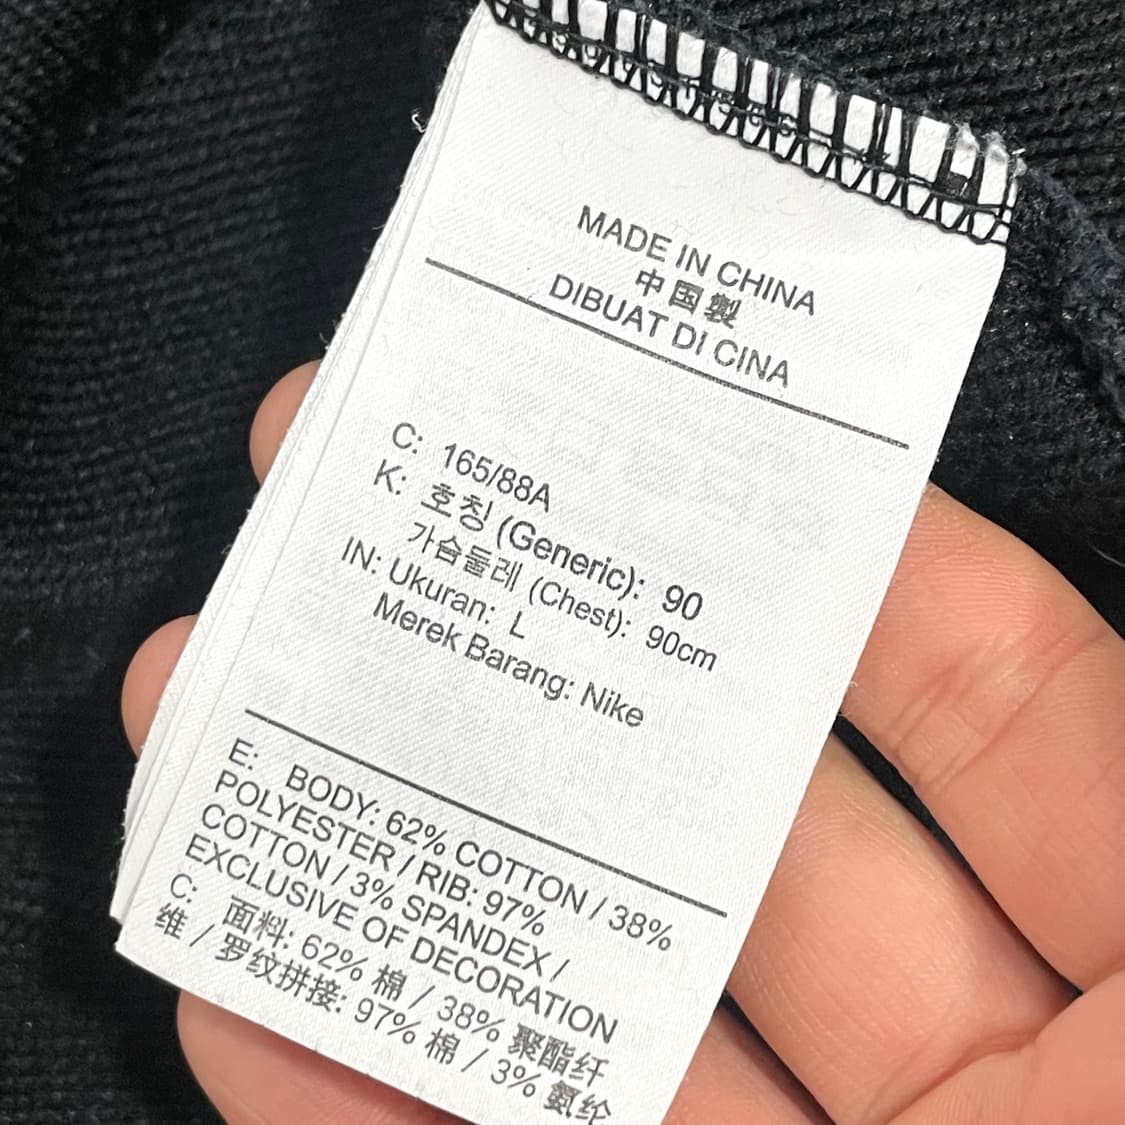 MADE IN CHINA
中国製
DIBUAT DI CINA
C: 165/88A
K: 호칭 (Generic): 90
가슴둘레 (Chest): 90cm
IN: Ukuran: L
Merek Barang: Nike
E: BODY: 62% COTTON / 38%
POLYESTER / RIB: 97%
COTTON / 3% SPANDEX /
EXCLUSIVE OF DECORATION
C: 面料: 62% 棉 / 38% 聚酯纤
维 / 罗纹拼接: 97% 棉 / 3% 氨纶